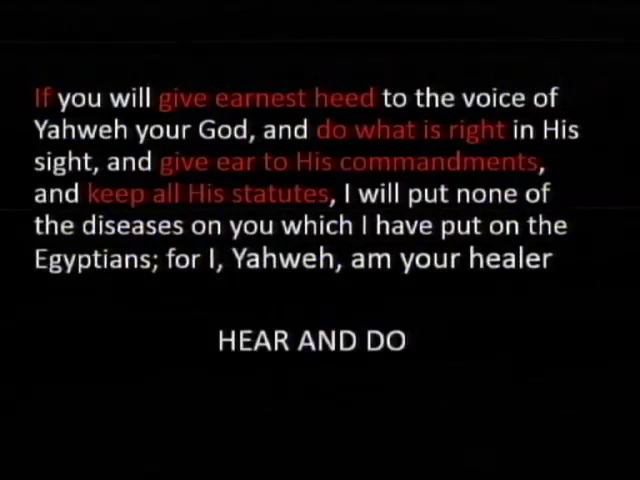 If you will give earnest heed to the voice of
Yahweh your God, and do what is right in His
sight, and give ear to His commandments,
and keep all His statutes, I will put none of
the diseases on you which I have put on the
Egyptians; for I, Yahweh, am your healer
HEAR AND DO